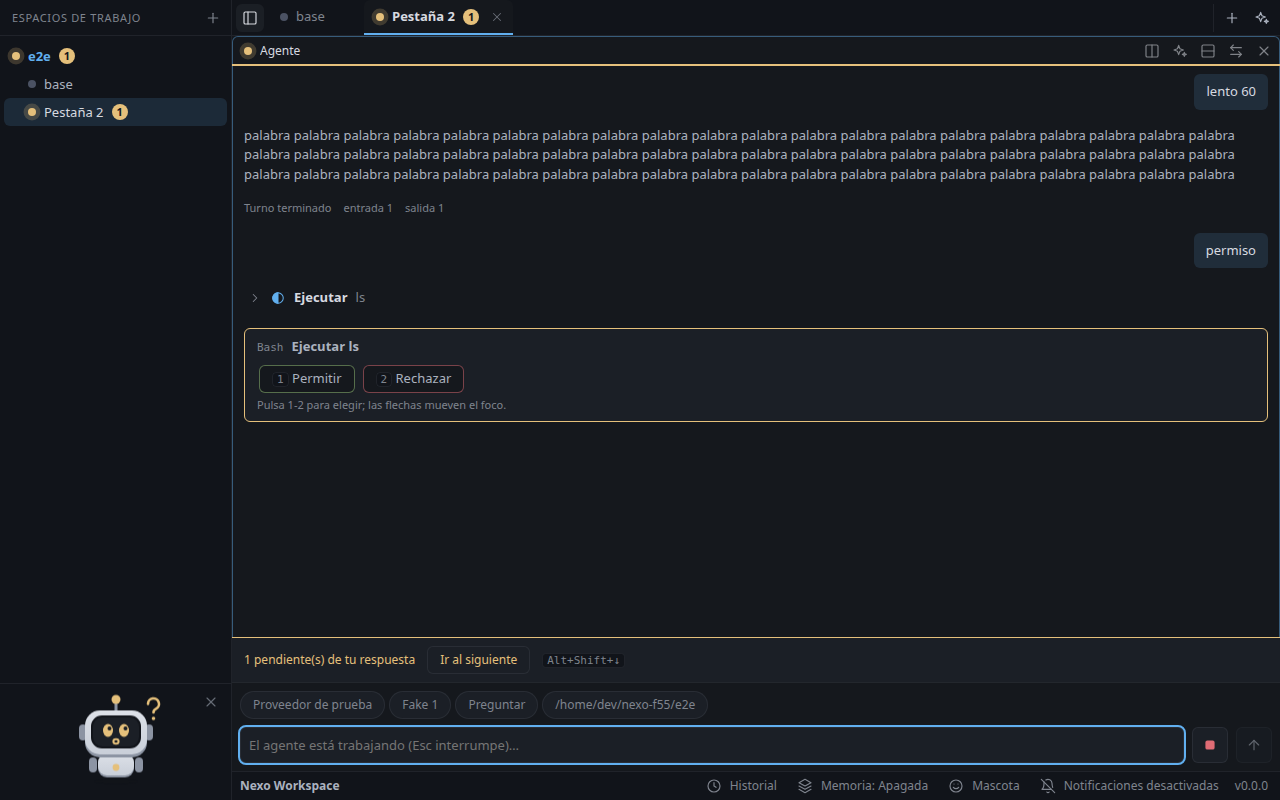 ESPACIOS DE TRABAJO
base
Pestaña 2 1
e2e 1
base
Pestaña 2 1
Agente
lento 60
palabra palabra palabra palabra palabra palabra palabra palabra palabra palabra palabra palabra palabra palabra palabra palabra palabra palabra palabra palabra
palabra palabra palabra palabra palabra palabra palabra palabra palabra palabra palabra palabra palabra palabra palabra palabra palabra palabra palabra palabra
palabra palabra palabra palabra palabra palabra palabra palabra palabra palabra palabra palabra palabra palabra palabra palabra palabra palabra palabra palabra
Turno terminado entrada 1 salida 1
permiso
Ejecutar ls
Bash Ejecutar ls
1 Permitir 2 Rechazar
Pulsa 1-2 para elegir; las flechas mueven el foco.
1 pendiente(s) de tu respuesta Ir al siguiente Alt+Shift+↓
Proveedor de prueba Fake 1 Preguntar /home/dev/nexo-f55/e2e
El agente está trabajando (Esc interrumpe)...
Nexo Workspace Historial Memoria: Apagada Mascota Notificaciones desactivadas v0.0.0